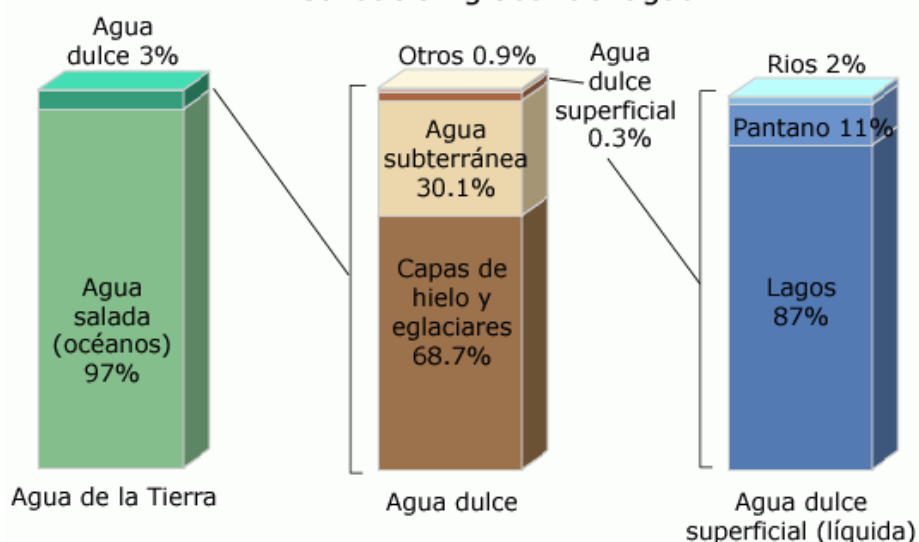 Agua
dulce 3%
Agua
salada
(océanos)
97%
Agua de la Tierra
Otros 0.9%
Agua
dulce
superficial
0.3%
Agua
subterránea
30.1%
Capas de
hielo y
eglaciares
68.7%
Agua dulce
Rios 2%
Pantano 11%
Lagos
87%
Agua dulce
superficial (líquida)